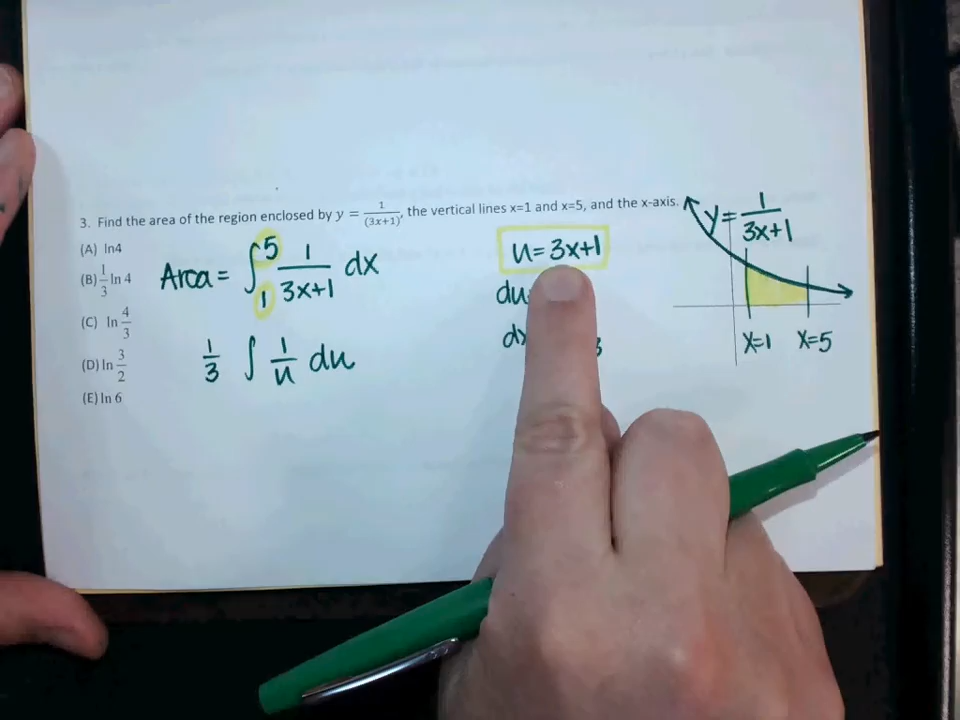 3. Find the area of the region enclosed by y = 1/(3x+1), the vertical lines x=1 and x=5, and the x-axis.
(A) ln4
(B) 1/3 ln 4
(C) ln 4/3
(D) ln 3/2
(E) ln 6
Area = ∫₁⁵ 1/(3x+1) dx
1/3 ∫ 1/u du
u = 3x+1
du
y = 1/(3x+1)
x=1 x=5